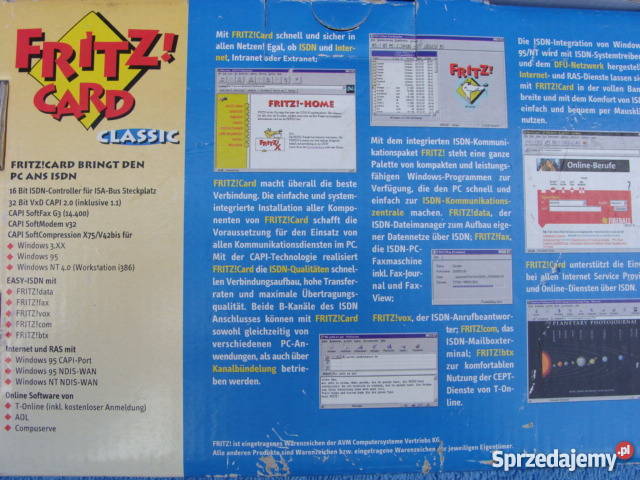 FRITZ!
CARD
CLASSIC
FRITZ!CARD BRINGT DEN
PC ANS ISDN
16 Bit ISDN-Controller für ISA-Bus Steckplatz
32 Bit VxD CAPI 2.0 (inklusive 1.1)
CAPI SoftFax G3 (14.400)
CAPI SoftModem v32
CAPI SoftCompression X75/V42bis für
Windows 3.XX
Windows 95
Windows NT 4.0 (Workstation i386)
EASY-ISDN mit
FRITZ!data
FRITZ!fax
FRITZ!vox
FRITZ!com
FRITZ!btx
Internet und RAS mit
Windows 95 CAPI-Port
Windows 95 NDIS-WAN
Windows NT NDIS-WAN
Online Software von
T-Online (inkl. kostenloser Anmeldung)
AOL
Compuserve
Mit FRITZ!Card schnell und sicher in
allen Netzen! Egal, ob ISDN und Inter-
net, Intranet oder Extranet;
FRITZ!-HOME
FRITZ!Card macht überall die beste
Verbindung. Die einfache und system-
integrierte Installation aller Kompo-
nenten von FRITZ!Card schafft die
Voraussetzung für den Einsatz von
allen Kommunikationsdiensten im PC.
Mit der CAPI-Technologie realisiert
FRITZ!Card die ISDN-Qualitäten schnel-
len Verbindungsaufbau, hohe Transfer-
raten und maximale Übertragungs-
qualität. Beide B-Kanäle des ISDN
Anschlusses können mit FRITZ!Card
sowohl gleichzeitig von
verschiedenen PC-An-
wendungen, als auch über
Kanalbündelung betrie-
ben werden.
FRITZ!
Mit dem integrierten ISDN-Kommuni-
kationspaket FRITZ! steht eine ganze
Palette von kompakten und leistungs-
fähigen Windows-Programmen zur
Verfügung, die den PC schnell und
einfach zur ISDN-Kommunikations-
zentrale machen. FRITZ!data, der
ISDN-Dateimanager zum Aufbau eige-
ner Datennetze über ISDN; FRITZ!fax,
die ISDN-PC-
Faxmaschine
inkl. Fax-Jour-
nal und Fax-
View;
FRITZ!vox, der ISDN-Anrufbeantwor-
ter; FRITZ!com, das
ISDN-Mailboxter-
minal; FRITZ!btx
zur komfortablen
Nutzung der CEPT-
Dienste von T-On-
line.
Die ISDN-Integration von Window
95/NT wird mit ISDN-Systemtreibe
und dem DFÜ-Netzwerk hergestel
Internet- und RAS-Dienste lassen si
mit FRITZ!Card in der vollen Ban
breite und mit dem Komfort von IS
einfach und bequem per Mauskli
nutzen.
Online-Berufe
FIREBALL
FRITZ!Card unterstützt die Ein
bei allen Internet Service Prov
und Online-Diensten über ISDN.
PLANETARY PHOTOJOURNAL
FRITZ! ist eingetragenes Warenzeichen der AVM Computersysteme Vertriebs KG.
Alle anderen Produkte sind Warenzeichen bzw. eingetragene Warenzeichen der jeweiligen Eigentümer.
Sprzedajemy.pl